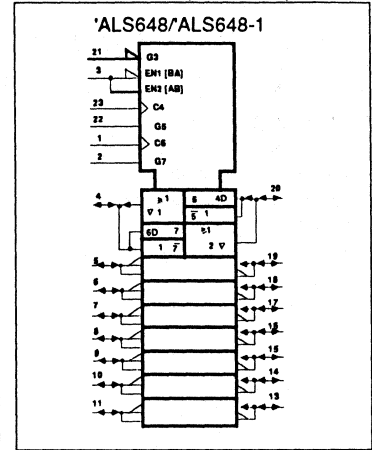 'ALS648/'ALS648-1
21 G3
3 EN1 [BA]
EN2 [AB]
23 C4
22 G5
1 C6
2 G7
4 ≥1 5 4D 20
∇1 5 1
6D 7 ≥1
1 7 2 ∇
5 19
6 18
7 17
8 16
9 15
10 14
11 13